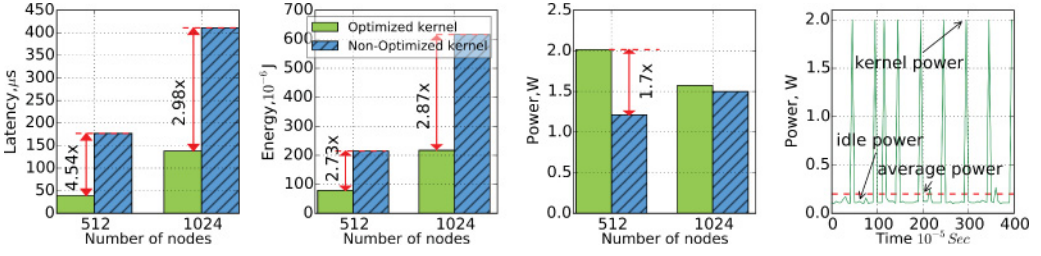 450
400
350
300
250
200
150
100
50
0
Latency,μs
4.54x
2.98x
512 1024
Number of nodes
700
600
500
400
300
200
100
0
Energy,10⁻⁶ J
Optimized kernel
Non-Optimized kernel
2.73x
2.87x
512 1024
Number of nodes
2.5
2.0
1.5
1.0
0.5
0.0
Power,W
1.7x
512 1024
Number of nodes
2.0
1.5
1.0
0.5
0.0
Power, W
kernel power
idle power
average power
0 100 200 300 400
Time 10⁻⁵ Sec